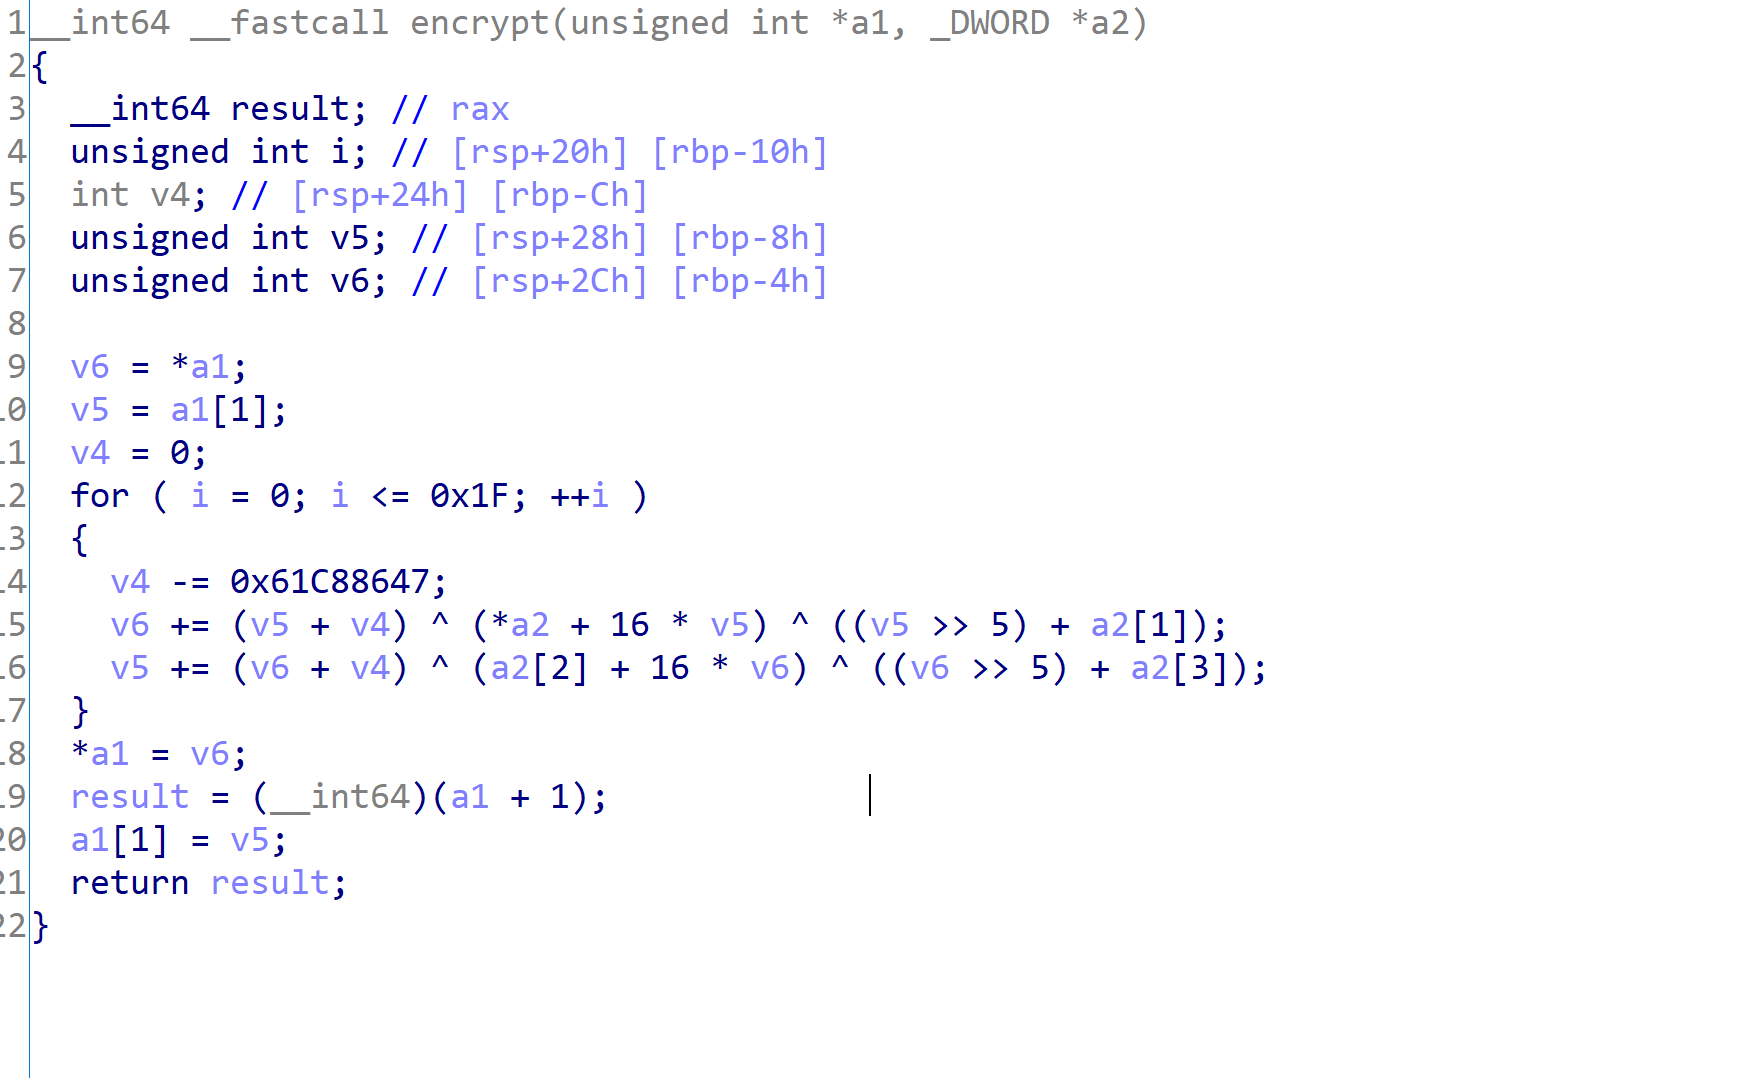 1 __int64 __fastcall encrypt(unsigned int *a1, _DWORD *a2)
2 {
3   __int64 result; // rax
4   unsigned int i; // [rsp+20h] [rbp-10h]
5   int v4; // [rsp+24h] [rbp-Ch]
6   unsigned int v5; // [rsp+28h] [rbp-8h]
7   unsigned int v6; // [rsp+2Ch] [rbp-4h]
8
9   v6 = *a1;
10   v5 = a1[1];
11   v4 = 0;
12   for ( i = 0; i <= 0x1F; ++i )
13   {
14     v4 -= 0x61C88647;
15     v6 += (v5 + v4) ^ (*a2 + 16 * v5) ^ ((v5 >> 5) + a2[1]);
16     v5 += (v6 + v4) ^ (a2[2] + 16 * v6) ^ ((v6 >> 5) + a2[3]);
17   }
18   *a1 = v6;
19   result = (__int64)(a1 + 1);
20   a1[1] = v5;
21   return result;
22 }